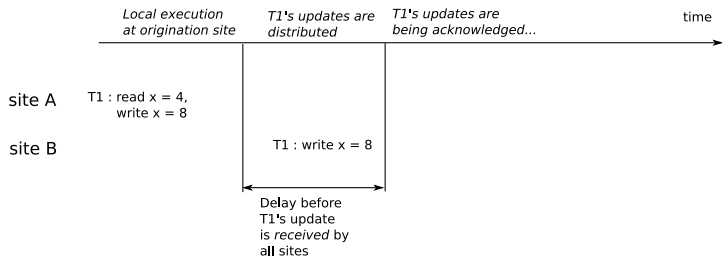 Local execution
at origination site
T1's updates are
distributed
T1's updates are
being acknowledged...
time
site A
T1 : read x = 4,
write x = 8
site B
T1 : write x = 8
Delay before
T1's update
is received by
all sites